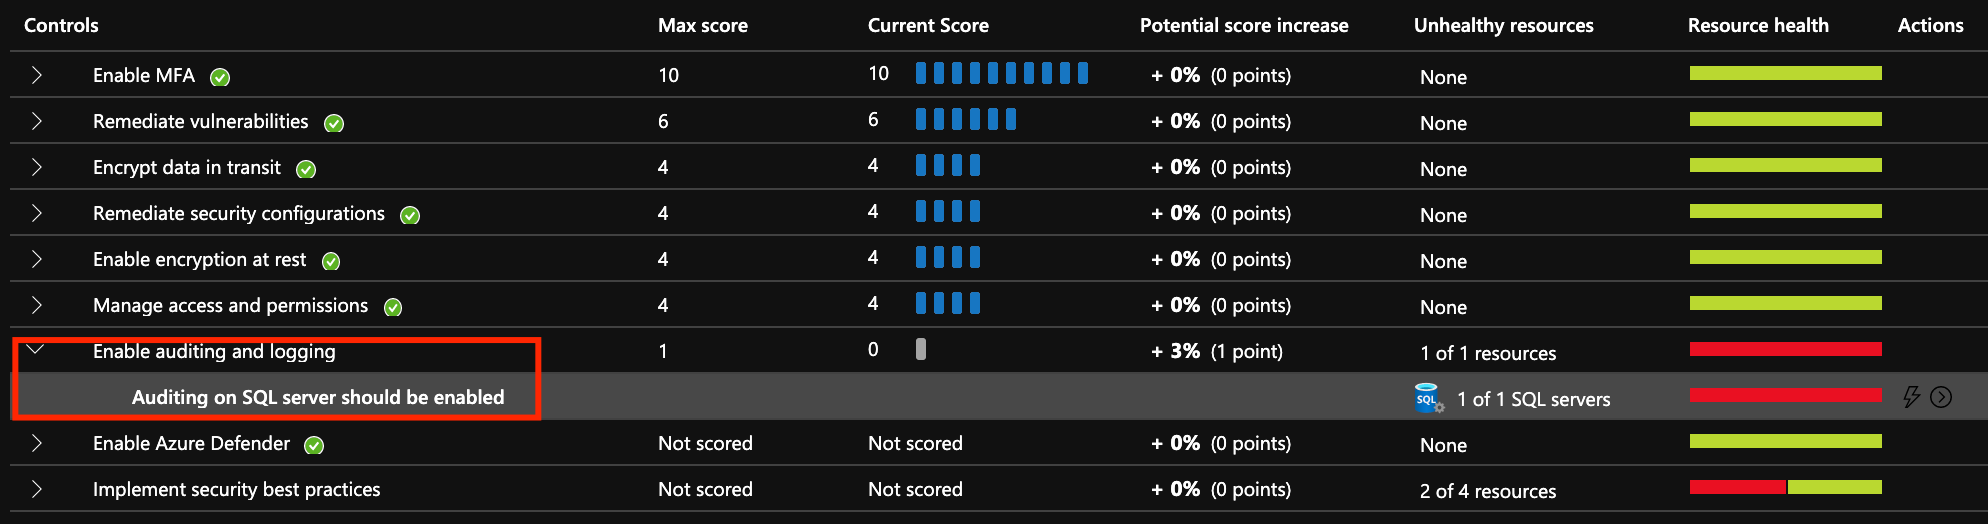 Controls Max score Current Score Potential score increase Unhealthy resources Resource health Actions
Enable MFA 10 10 + 0% (0 points) None
Remediate vulnerabilities 6 6 + 0% (0 points) None
Encrypt data in transit 4 4 + 0% (0 points) None
Remediate security configurations 4 4 + 0% (0 points) None
Enable encryption at rest 4 4 + 0% (0 points) None
Manage access and permissions 4 4 + 0% (0 points) None
Enable auditing and logging 1 0 + 3% (1 point) 1 of 1 resources
Auditing on SQL server should be enabled SQL 1 of 1 SQL servers
Enable Azure Defender Not scored Not scored + 0% (0 points) None
Implement security best practices Not scored Not scored + 0% (0 points) 2 of 4 resources